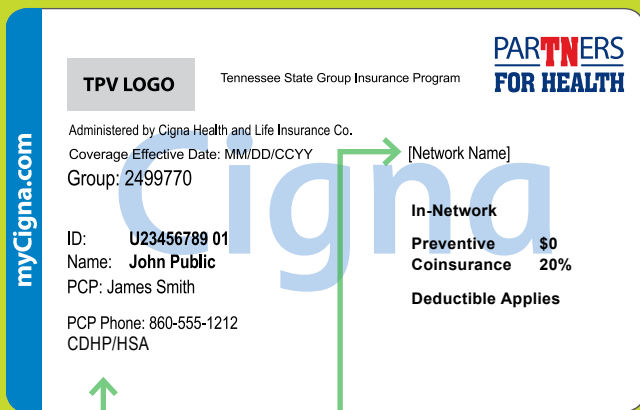 PARTNERS
FOR HEALTH
TPV LOGO
Tennessee State Group Insurance Program
Administered by Cigna Health and Life Insurance Co.
Coverage Effective Date: MM/DD/CCYY
[Network Name]
Group: 2499770
Cigna
myCigna.com
In-Network
ID: U23456789 01
Preventive $0
Name: John Public
Coinsurance 20%
PCP: James Smith
Deductible Applies
PCP Phone: 860-555-1212
CDHP/HSA